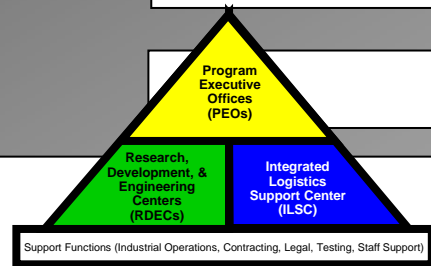 Program
Executive
Offices
(PEOs)
Research,
Development, &
Engineering
Centers
(RDECs)
Integrated
Logistics
Support Center
(ILSC)
Support Functions (Industrial Operations, Contracting, Legal, Testing, Staff Support)